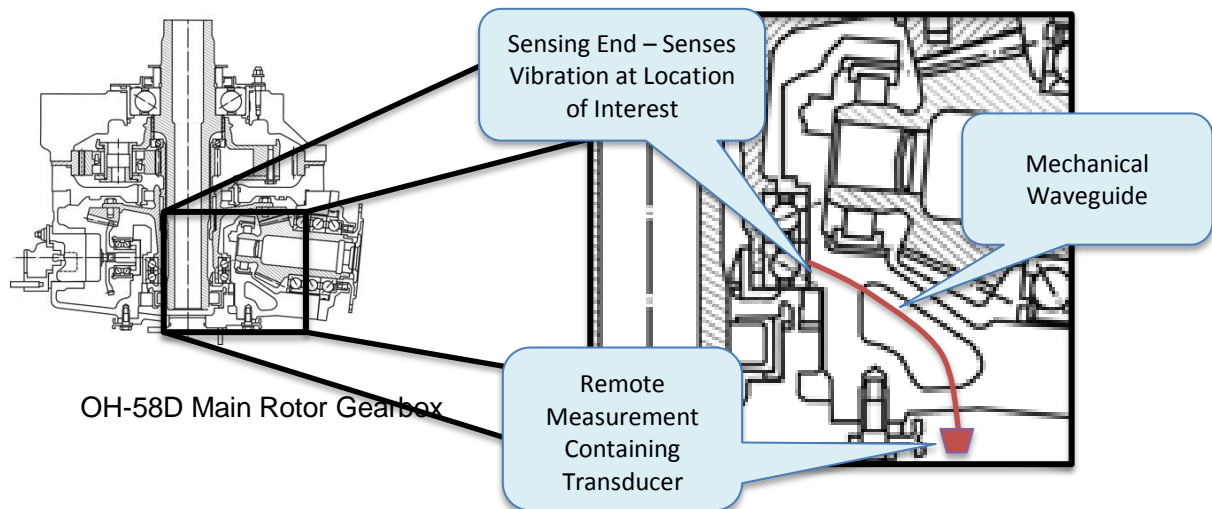 Sensing End – Senses
Vibration at Location
of Interest
Mechanical
Waveguide
OH-58D Main Rotor Gearbox
Remote
Measurement
Containing
Transducer